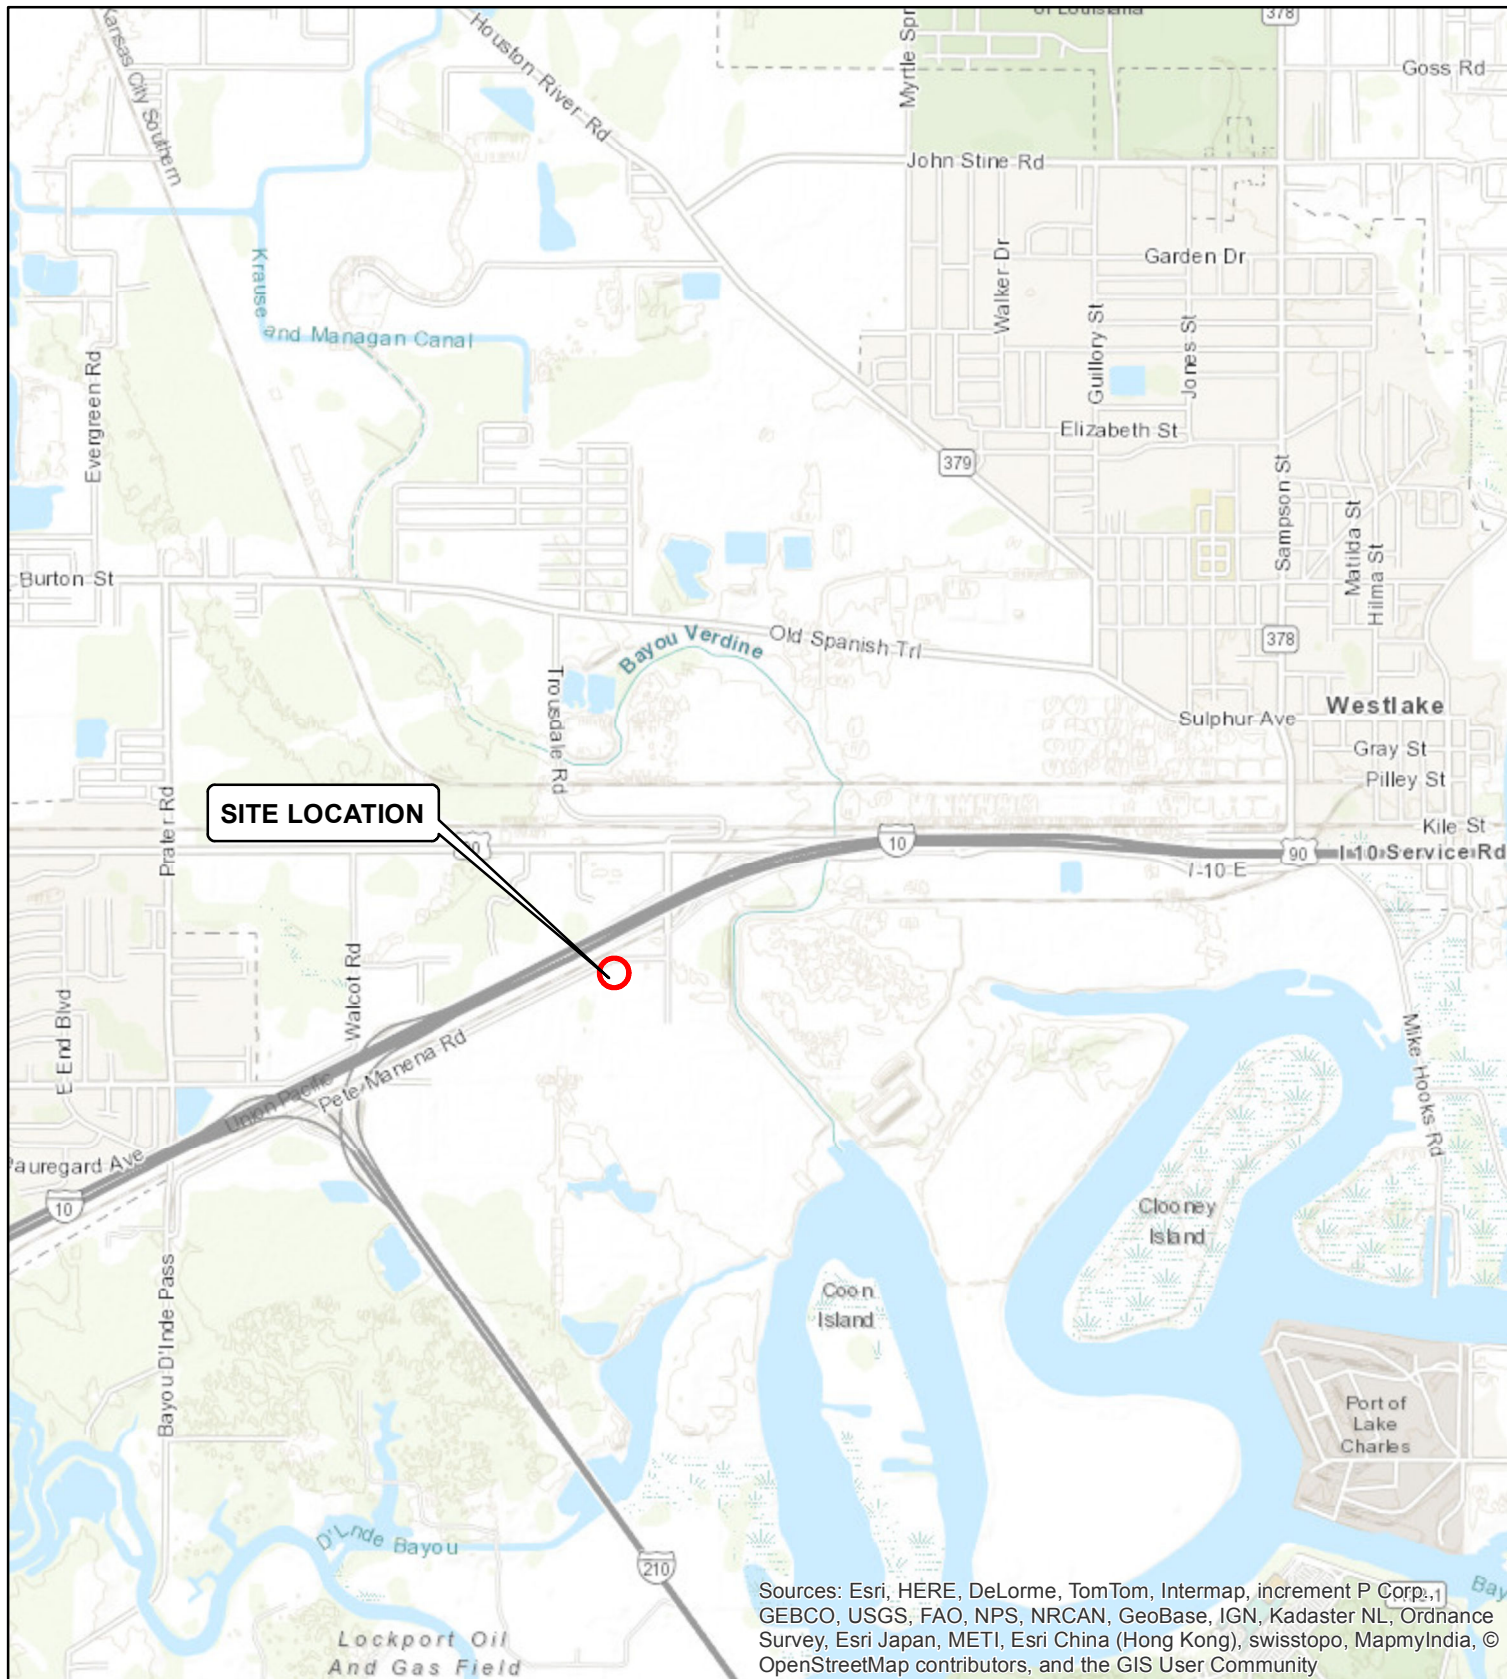 of Louisiana
378
Kansas City Southern
Houston River Rd
Myrtle Spr
Goss Rd
John Stine Rd
Krause
and Managan Canal
Walker Dr
Garden Dr
Guillory St
Jones St
Evergreen Rd
Elizabeth St
379
Sampson St
Matilda St
Hilma St
Burton St
Bayou Verdine
Old Spanish Trl
378
Trousdale Rd
Westlake
Sulphur Ave
Gray St
Pilley St
Prater Rd
SITE LOCATION
Kile St
10
90
I-10 Service Rd
I-10 E
Walcot Rd
E End Blvd
Mike Hooks Rd
Union Pacific
Pete Manena Rd
auregard Ave
10
Clooney
Island
Bayou D'Inde Pass
Coon
Island
Port of
Lake
Charles
D'Inde Bayou
210
Bay
Sources: Esri, HERE, DeLorme, TomTom, Intermap, increment P Corp.,
GEBCO, USGS, FAO, NPS, NRCAN, GeoBase, IGN, Kadaster NL, Ordnance
Survey, Esri Japan, METI, Esri China (Hong Kong), swisstopo, MapmyIndia, ©
OpenStreetMap contributors, and the GIS User Community
Lockport Oil
And Gas Field